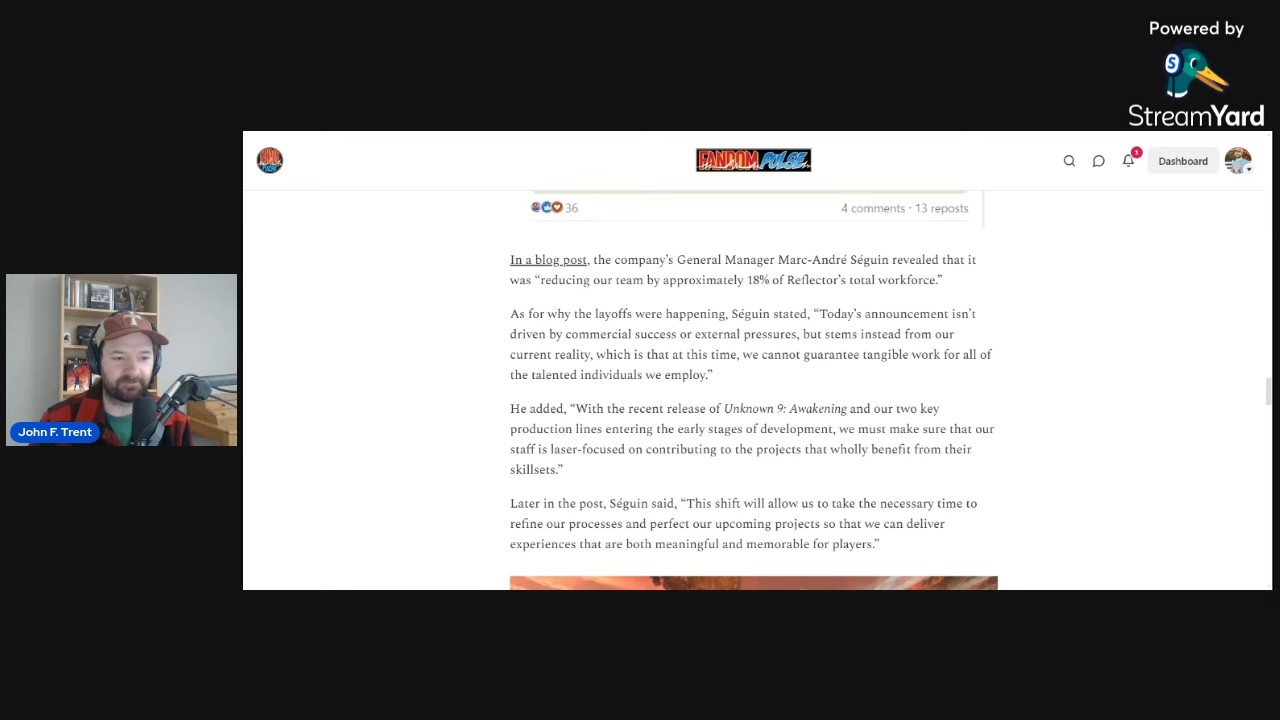 Powered by
S
StreamYard
FANDOM PULSE
1
Dashboard
36
4 comments · 13 reposts
In a blog post, the company’s General Manager Marc-André Séguin revealed that it
was “reducing our team by approximately 18% of Reflector’s total workforce.”
As for why the layoffs were happening, Séguin stated, “Today’s announcement isn’t
driven by commercial success or external pressures, but stems instead from our
current reality, which is that at this time, we cannot guarantee tangible work for all of
the talented individuals we employ.”
He added, “With the recent release of Unknown 9: Awakening and our two key
production lines entering the early stages of development, we must make sure that our
staff is laser-focused on contributing to the projects that wholly benefit from their
skillsets.”
Later in the post, Séguin said, “This shift will allow us to take the necessary time to
refine our processes and perfect our upcoming projects so that we can deliver
experiences that are both meaningful and memorable for players.”
John F. Trent